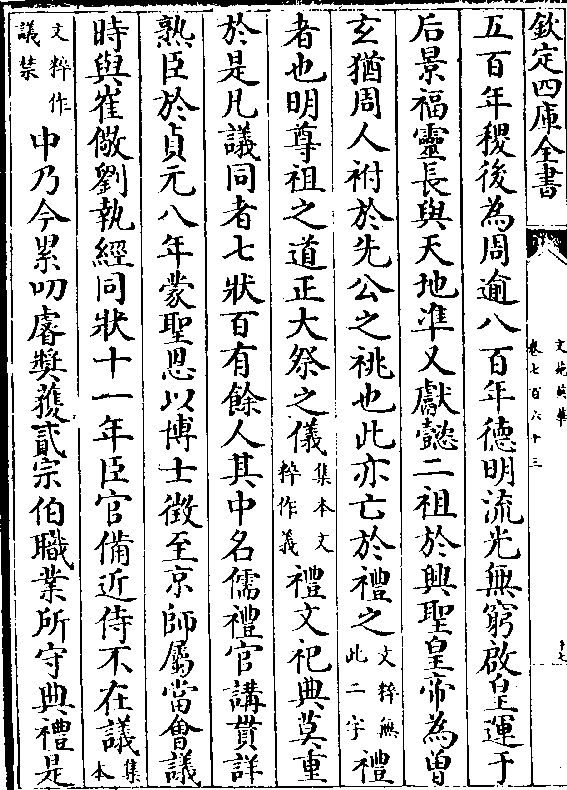 欽定四庫全書
文苑英華
卷七百六十三
五百年稷後為周逾八百年德明流光無窮啟皇運于
后景福靈長與天地準又獻懿二祖於興聖皇帝為曽
玄猶周人祔於先公之祧也此亦亡於禮之文粹無此二字禮
者也明尊祖之道正大祭之儀集本文粹作義禮文祀典莫重
於是凡議同者七狀百有餘人其中名儒禮官講貫詳
熟臣於貞元八年蒙聖恩以博士徴至京師屬當會議
時與崔儆劉執經同狀十一年臣官備近侍不在議集本
文粹作議禁中乃今累叨睿奬蒦貳宗伯職業所守典禮是